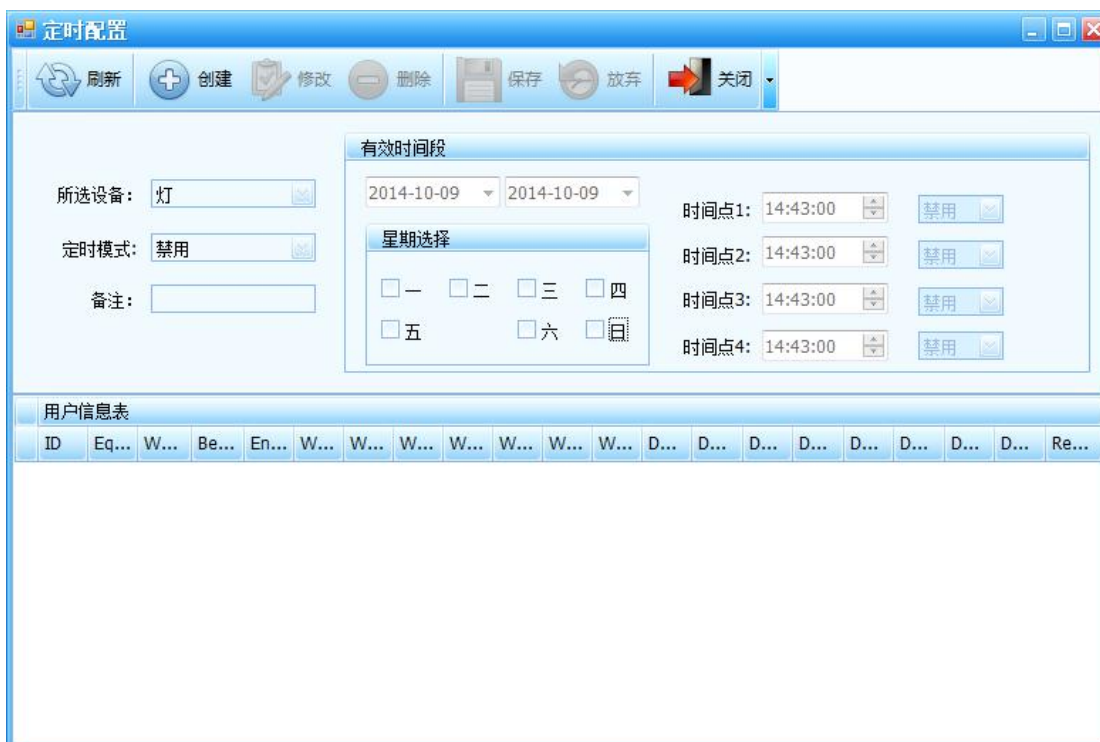 定时配置
刷新 创建 修改 删除 保存 放弃 关闭
有效时间段
所选设备： 灯
定时模式： 禁用
备注：
2014-10-09 2014-10-09
星期选择
一 二 三 四
五 六 日
时间点1: 14:43:00 禁用
时间点2: 14:43:00 禁用
时间点3: 14:43:00 禁用
时间点4: 14:43:00 禁用
用户信息表
ID Eq... W... Be... En... W... W... W... W... W... W... W... D... D... D... D... D... D... D... D... Re...